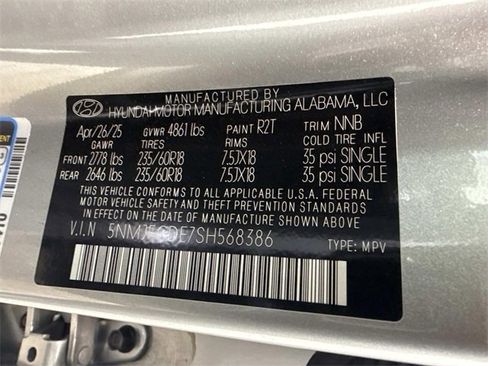 MANUFACTURED BY
HYUNDAI MOTOR MANUFACTURING ALABAMA, LLC
Apr/26/25 GVWR 4861 lbs PAINT R2T TRIM NNB
GAWR TIRES RIMS COLD TIRE INFL
FRONT 2778 lbs 235/60R18 7.5JX18 35 psi SINGLE
REAR 2646 lbs 235/60R18 7.5JX18 35 psi SINGLE
THIS VEHICLE CONFORMS TO ALL APPLICABLE U.S.A. FEDERAL
MOTOR VEHICLE SAFETY AND THEFT PREVENTION STANDARDS
IN EFFECT ON THE DATE OF MANUFACTURE SHOWN ABOVE.
V.I.N
TYPE: MPV